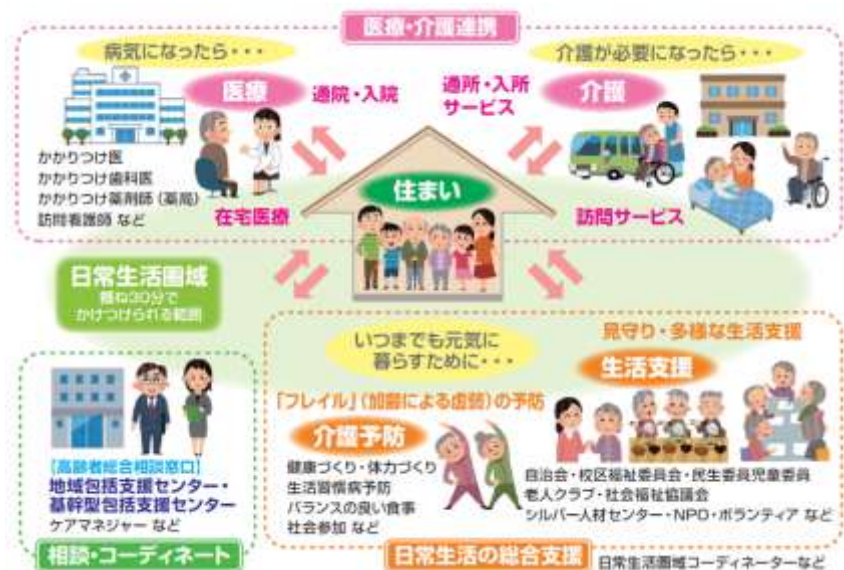 医療・介護連携
病気になったら・・・
介護が必要になったら・・・
医療
通院・入院
通所・入所
サービス
介護
かかりつけ医
かかりつけ歯科医
かかりつけ薬剤師(薬局)
訪問看護師 など
在宅医療
住まい
訪問サービス
日常生活圏域
概ね30分で
かけつけられる範囲
いつまでも元気に
暮らすために・・・
見守り・多様な生活支援
生活支援
「フレイル」(加齢による虚弱)の予防
介護予防
健康づくり・体力づくり
生活習慣病予防
バランスの良い食事
社会参加 など
自治会・校区福祉委員会・民生委員児童委員
老人クラブ・社会福祉協議会
シルバー人材センター・NPO・ボランティア など
【高齢者総合相談窓口】
地域包括支援センター・
基幹型包括支援センター
ケアマネジャー など
相談・コーディネート
日常生活の総合支援
日常生活圏域コーディネーターなど